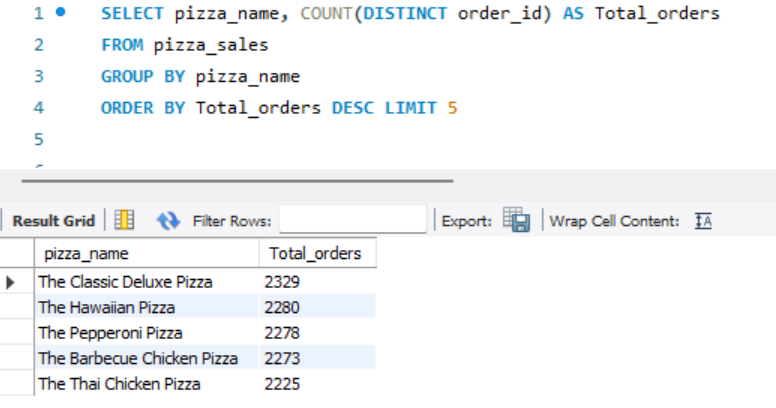 1 SELECT pizza_name, COUNT(DISTINCT order_id) AS Total_orders
2 FROM pizza_sales
3 GROUP BY pizza_name
4 ORDER BY Total_orders DESC LIMIT 5
5
Result Grid Filter Rows: Export: Wrap Cell Content: IA
pizza_name Total_orders
The Classic Deluxe Pizza 2329
The Hawaiian Pizza 2280
The Pepperoni Pizza 2278
The Barbecue Chicken Pizza 2273
The Thai Chicken Pizza 2225